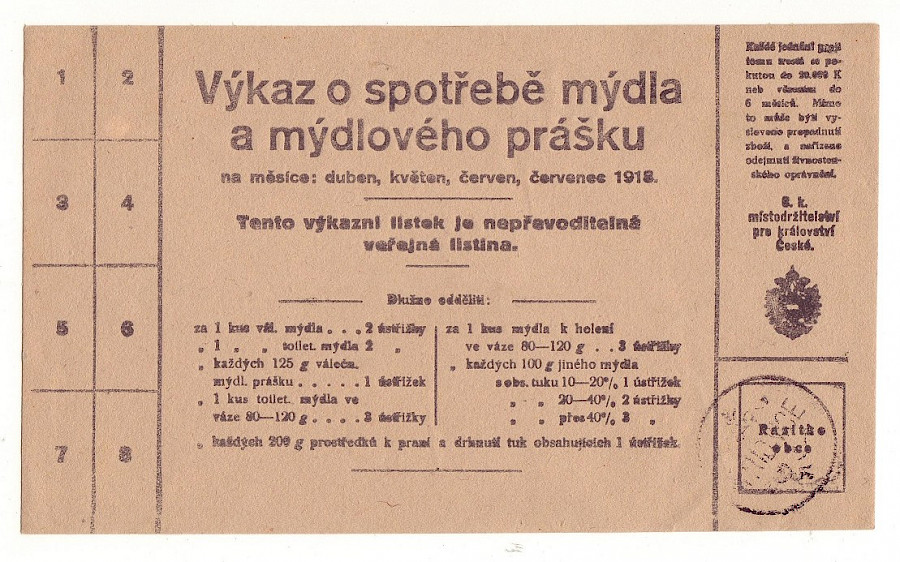 1 2
3 4
5 6
7 8
Výkaz o spotřebě mýdla
a mýdlového prášku
na měsíce: duben, květen, červen, červenec 1918.
Tento výkazní lístek je nepřevoditelná
veřejná listina.
Dlužno odděliti:
za 1 kus vál. mýdla . . . 2 ústřižky
„ 1 „ „ toilet. mýdla 2 „
„ každých 125 g válečn.
mýdl. prášku . . . . . 1 ústřižek
„ 1 kus toilet. mýdla ve
váze 80—120 g . . . 3 ústřižky
za 1 kus mýdla k holení
ve váze 80—120 g . . 3 ústřižky
„ každých 100 g jiného mýdla
s obs. tuku 10—20% 1 ústřižek
„ „ 20—40% 2 ústřižky
„ „ přes 40% 3 „
„ každých 200 g prostředků k praní a drhnutí tuk obsahujících 1 ústřižek.
Každé jednání proti
tomu trestá se po-
kutou do 20.000 K
neb vězením do
6 měsíců. Mimo
to může býti vy-
sloveno propadnutí
zboží, a nařízeno
odejmutí živnosten-
ského oprávnění.
C. k.
místodržitelství
pro království
České.
Razítko
obce